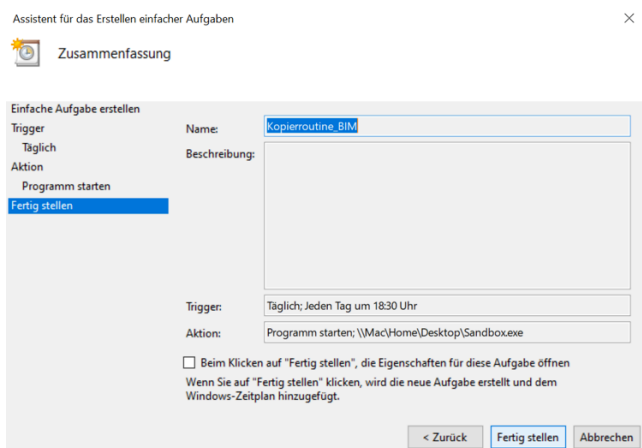 Assistent für das Erstellen einfacher Aufgaben
Zusammenfassung
Einfache Aufgabe erstellen
Trigger
Täglich
Aktion
Programm starten
Fertig stellen
Name:
Kopierroutine_BIM
Beschreibung:
Trigger:
Täglich; Jeden Tag um 18:30 Uhr
Aktion:
Programm starten; \\Mac\Home\Desktop\Sandbox.exe
Beim Klicken auf "Fertig stellen", die Eigenschaften für diese Aufgabe öffnen
Wenn Sie auf "Fertig stellen" klicken, wird die neue Aufgabe erstellt und dem
Windows-Zeitplan hinzugefügt.
< Zurück
Fertig stellen
Abbrechen